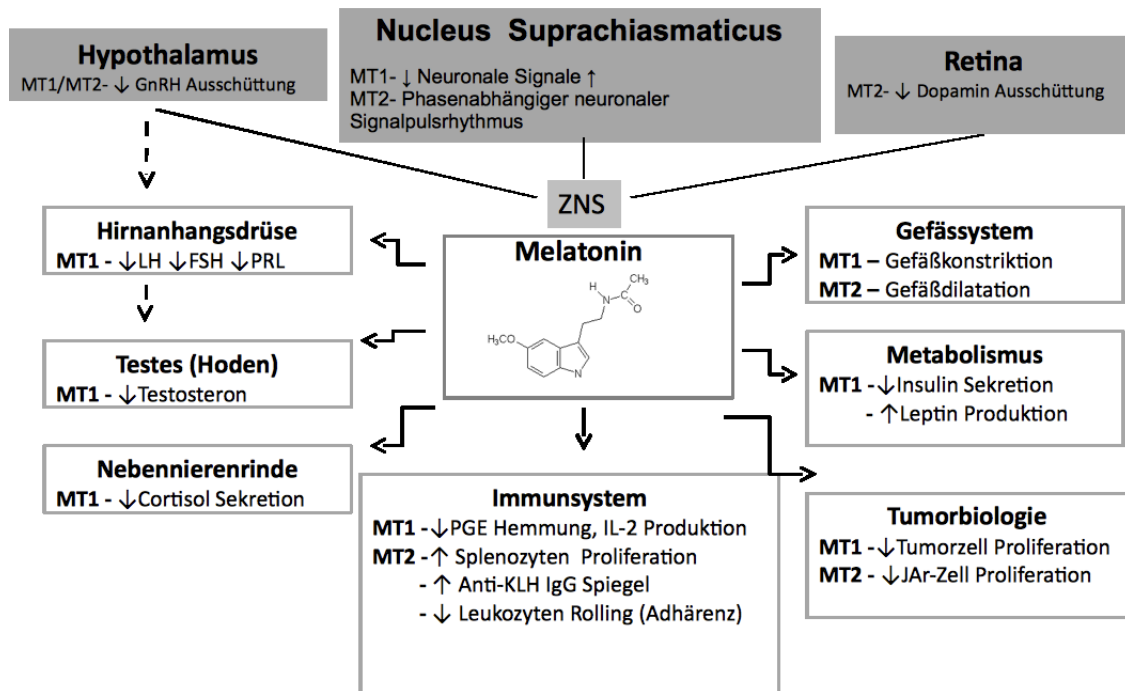 Hypothalamus
MT1/MT2- ↓ GnRH Ausschüttung
Nucleus Suprachiasmaticus
MT1- ↓ Neuronale Signale ↑
MT2- Phasenabhängiger neuronaler
Signalpulsrhythmus
Retina
MT2- ↓ Dopamin Ausschüttung
ZNS
Hirnanhangsdrüse
MT1 - ↓LH ↓FSH ↓PRL
Testes (Hoden)
MT1 - ↓Testosteron
Nebennierenrinde
MT1 - ↓Cortisol Sekretion
Melatonin
CH₃
H
N
C
O
H₃CO
N
Immunsystem
MT1 - ↓PGE Hemmung, IL-2 Produktion
MT2 - ↑ Splenozyten Proliferation
- ↑ Anti-KLH IgG Spiegel
- ↓ Leukozyten Rolling (Adhärenz)
Gefässystem
MT1 – Gefäßkonstriktion
MT2 – Gefäßdilatation
Metabolismus
MT1 - ↓Insulin Sekretion
- ↑Leptin Produktion
Tumorbiologie
MT1 - ↓Tumorzell Proliferation
MT2 - ↓JAr-Zell Proliferation